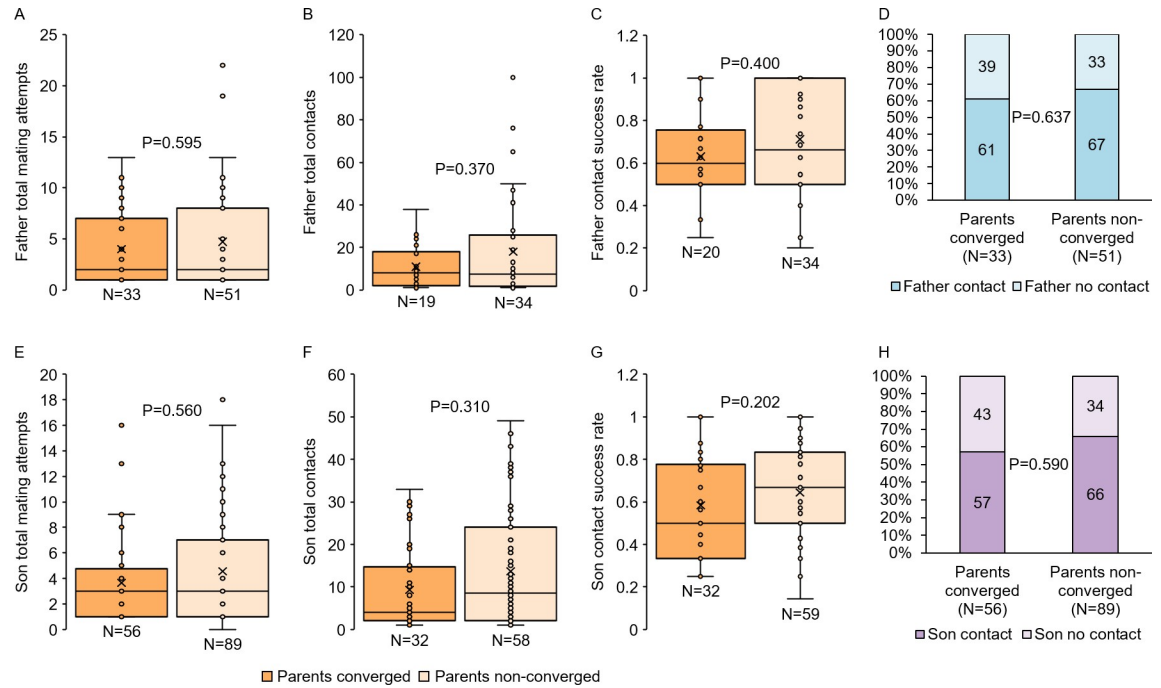 A
Father total mating attempts
25
20
15
10
5
0
P=0.595
N=33
N=51
B
Father total contacts
120
100
80
60
40
20
0
P=0.370
N=19
N=34
C
Father contact success rate
1.2
1
0.8
0.6
0.4
0.2
0
P=0.400
N=20
N=34
D
100%
90%
80%
70%
60%
50%
40%
30%
20%
10%
0%
39
61
P=0.637
33
67
Parents
converged
(N=33)
Parents non-
converged
(N=51)
Father contact
Father no contact
E
Son total mating attempts
20
18
16
14
12
10
8
6
4
2
0
P=0.560
N=56
N=89
F
Son total contacts
60
50
40
30
20
10
0
P=0.310
N=32
N=58
G
Son contact success rate
1.2
1
0.8
0.6
0.4
0.2
0
P=0.202
N=32
N=59
H
100%
90%
80%
70%
60%
50%
40%
30%
20%
10%
0%
43
57
P=0.590
34
66
Parents
converged
(N=56)
Parents non-
converged
(N=89)
Son contact
Son no contact
Parents converged
Parents non-converged